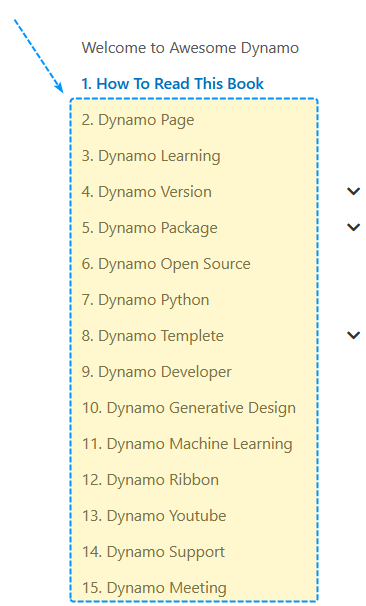 Welcome to Awesome Dynamo
1. How To Read This Book
2. Dynamo Page
3. Dynamo Learning
4. Dynamo Version
5. Dynamo Package
6. Dynamo Open Source
7. Dynamo Python
8. Dynamo Templete
9. Dynamo Developer
10. Dynamo Generative Design
11. Dynamo Machine Learning
12. Dynamo Ribbon
13. Dynamo Youtube
14. Dynamo Support
15. Dynamo Meeting